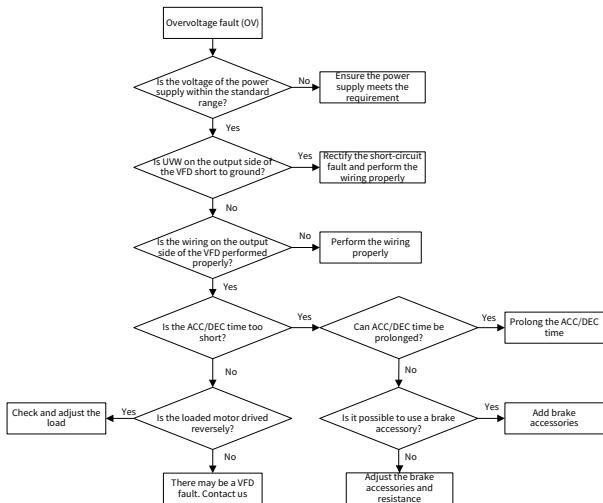 Overvoltage fault (OV)
Is the voltage of the power
supply within the standard
range?
No
Ensure the power
supply meets the
requirement
Yes
Is UVW on the output side of
the VFD short to ground?
Yes
Rectify the short-circuit
fault and perform the
wiring properly
No
Is the wiring on the output
side of the VFD performed
properly?
No
Perform the wiring
properly
Yes
Is the ACC/DEC time too
short?
Yes
Can ACC/DEC time be
prolonged?
Yes
Prolong the ACC/DEC
time
No
No
Check and adjust the
load
Yes
Is the loaded motor drived
reversely?
Is it possible to use a brake
accessory?
Yes
Add brake
accessories
No
No
There may be a VFD
fault. Contact us
Adjust the brake
accessories and
resistance